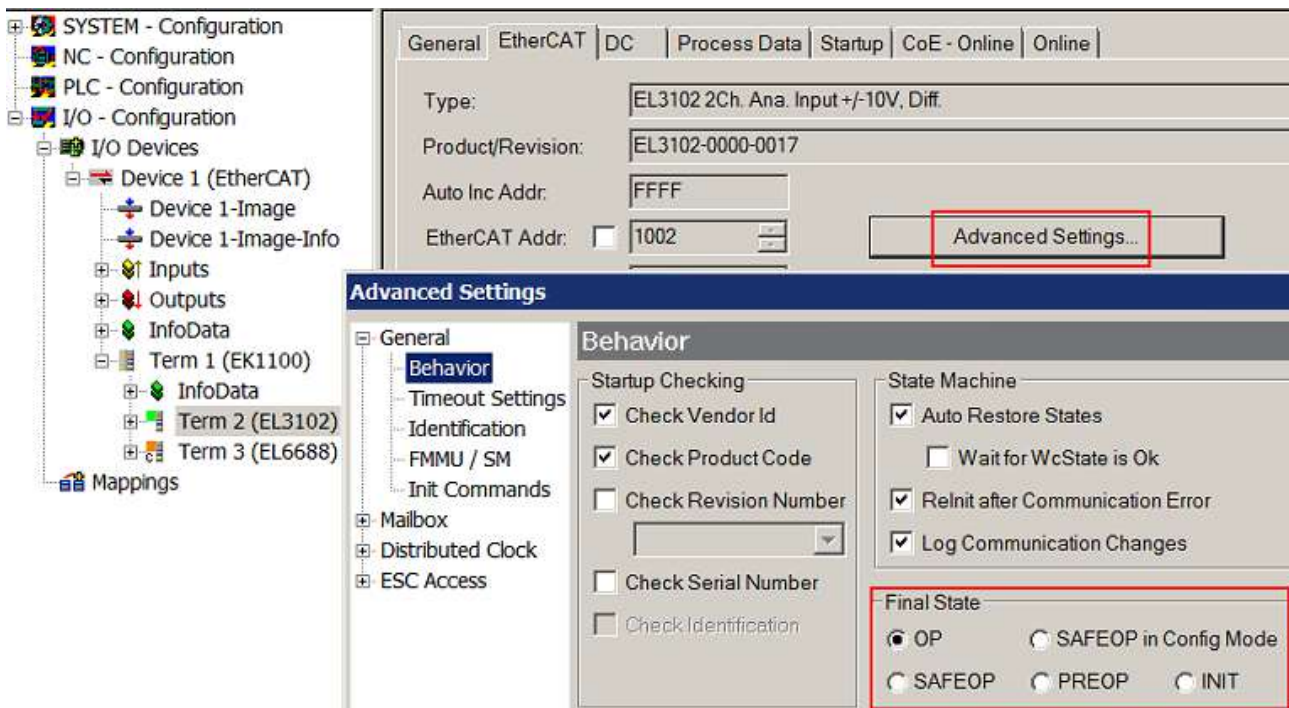 SYSTEM - Configuration
NC - Configuration
PLC - Configuration
I/O - Configuration
I/O Devices
Device 1 (EtherCAT)
Device 1-Image
Device 1-Image-Info
Inputs
Outputs
InfoData
Term 1 (EK1100)
InfoData
Term 2 (EL3102)
Term 3 (EL6688)
Mappings
General EtherCAT DC Process Data Startup CoE - Online Online
Type: EL3102 2Ch. Ana. Input +/-10V, Diff.
Product/Revision: EL3102-0000-0017
Auto Inc Addr: FFFF
EtherCAT Addr: 1002 Advanced Settings...
Advanced Settings
General
Behavior
Timeout Settings
Identification
FMMU / SM
Init Commands
Mailbox
Distributed Clock
ESC Access
Behavior
Startup Checking
Check Vendor Id
Check Product Code
Check Revision Number
Check Serial Number
Check Identification
State Machine
Auto Restore States
Wait for WcState is Ok
ReInit after Communication Error
Log Communication Changes
Final State
OP SAFEOP in Config Mode
SAFEOP PREOP INIT